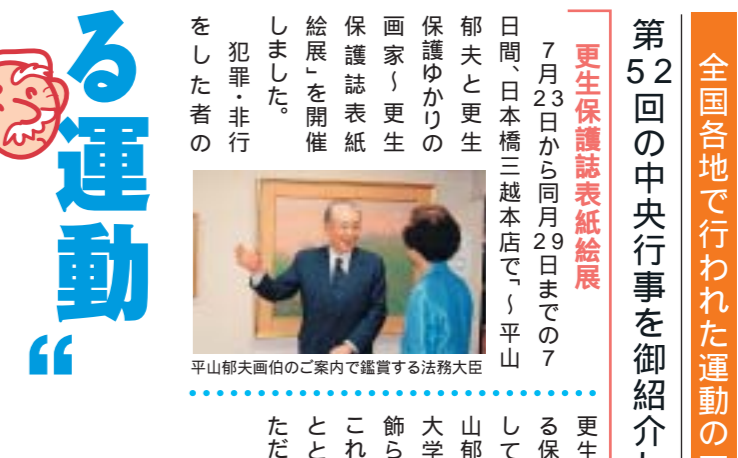 全国各地で行われた運動の
第52回の中央行事を御紹介
更生保護誌表紙絵展
７月23日から同月29日までの７
日間、日本橋三越本店で「～平山
郁夫と更生
保護ゆかりの
画家～更生
保護誌表紙
絵展」を開催
しました。
犯罪・非行
をした者の
平山郁夫画伯のご案内で鑑賞する法務大臣
更生
る保
して
山郁
大学
飾ら
これ
とと
ただ
る運動“